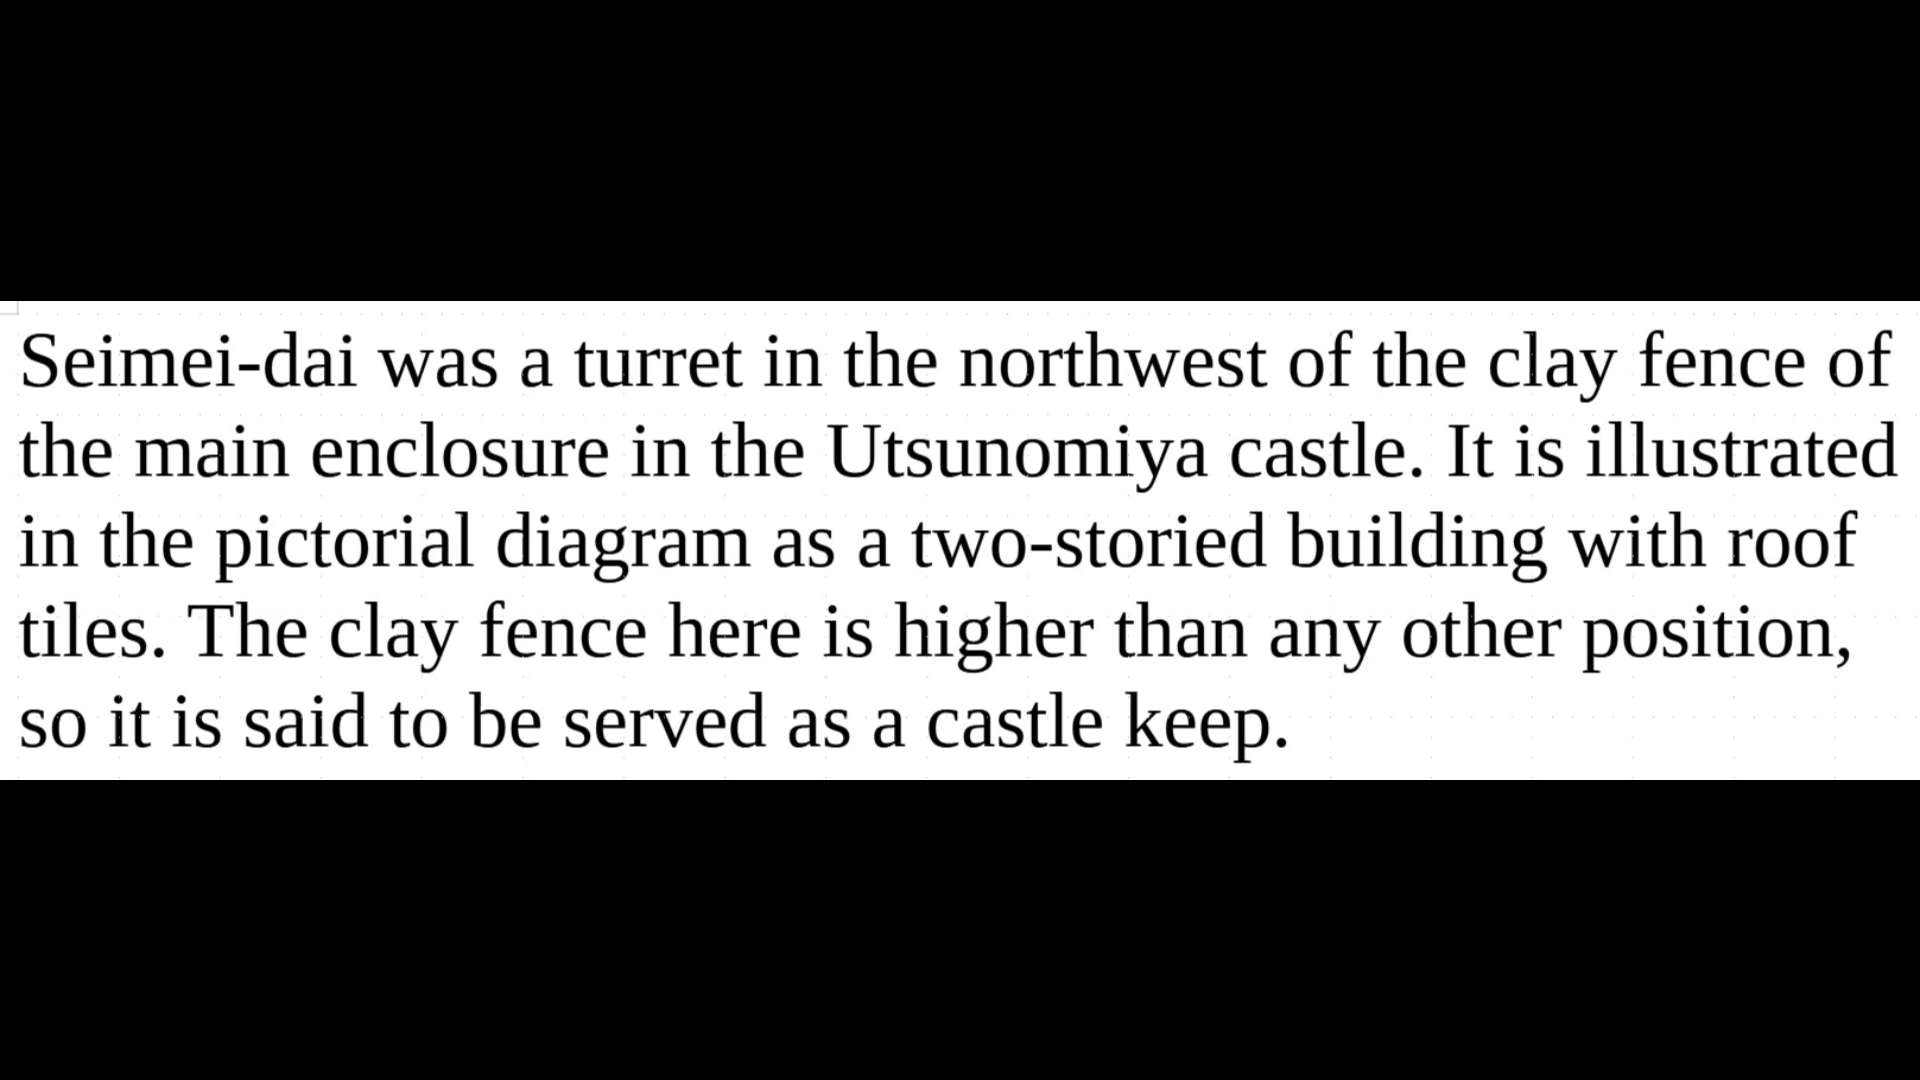 Seimei-dai was a turret in the northwest of the clay fence of
the main enclosure in the Utsunomiya castle. It is illustrated
in the pictorial diagram as a two-storied building with roof
tiles. The clay fence here is higher than any other position,
so it is said to be served as a castle keep.